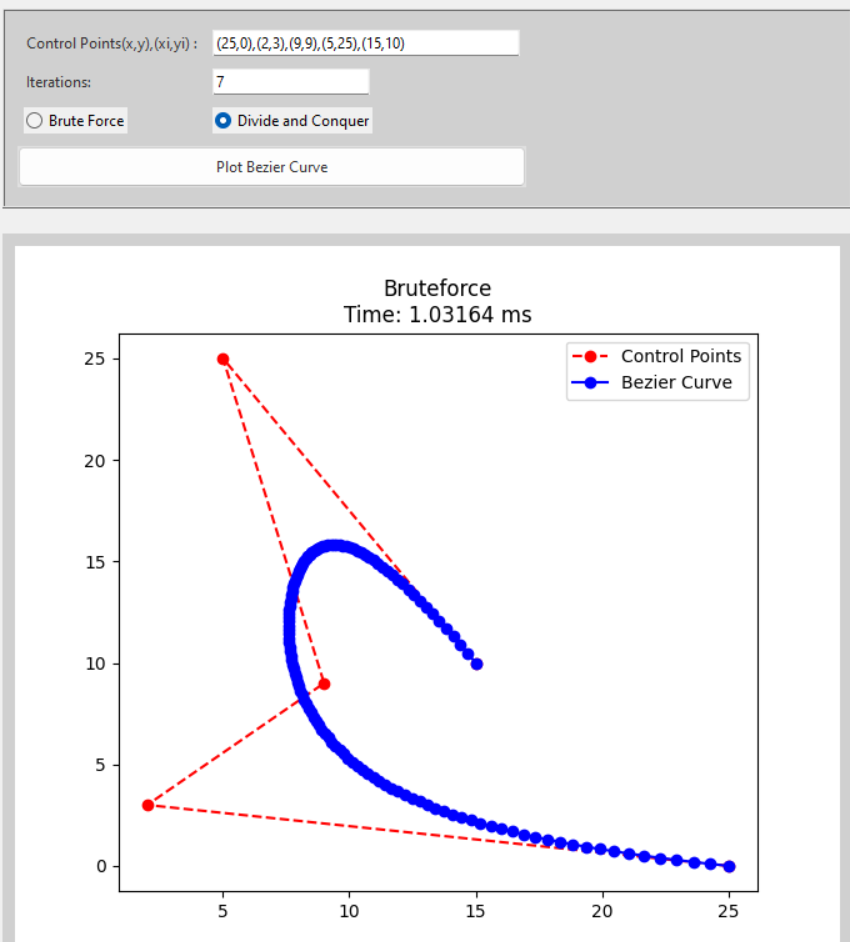 Control Points(x,y),(xi,yi) : (25,0),(2,3),(9,9),(5,25),(15,10)
Iterations: 7
Brute Force Divide and Conquer
Plot Bezier Curve
Bruteforce
Time: 1.03164 ms
Control Points
Bezier Curve
25
20
15
10
5
0
5 10 15 20 25